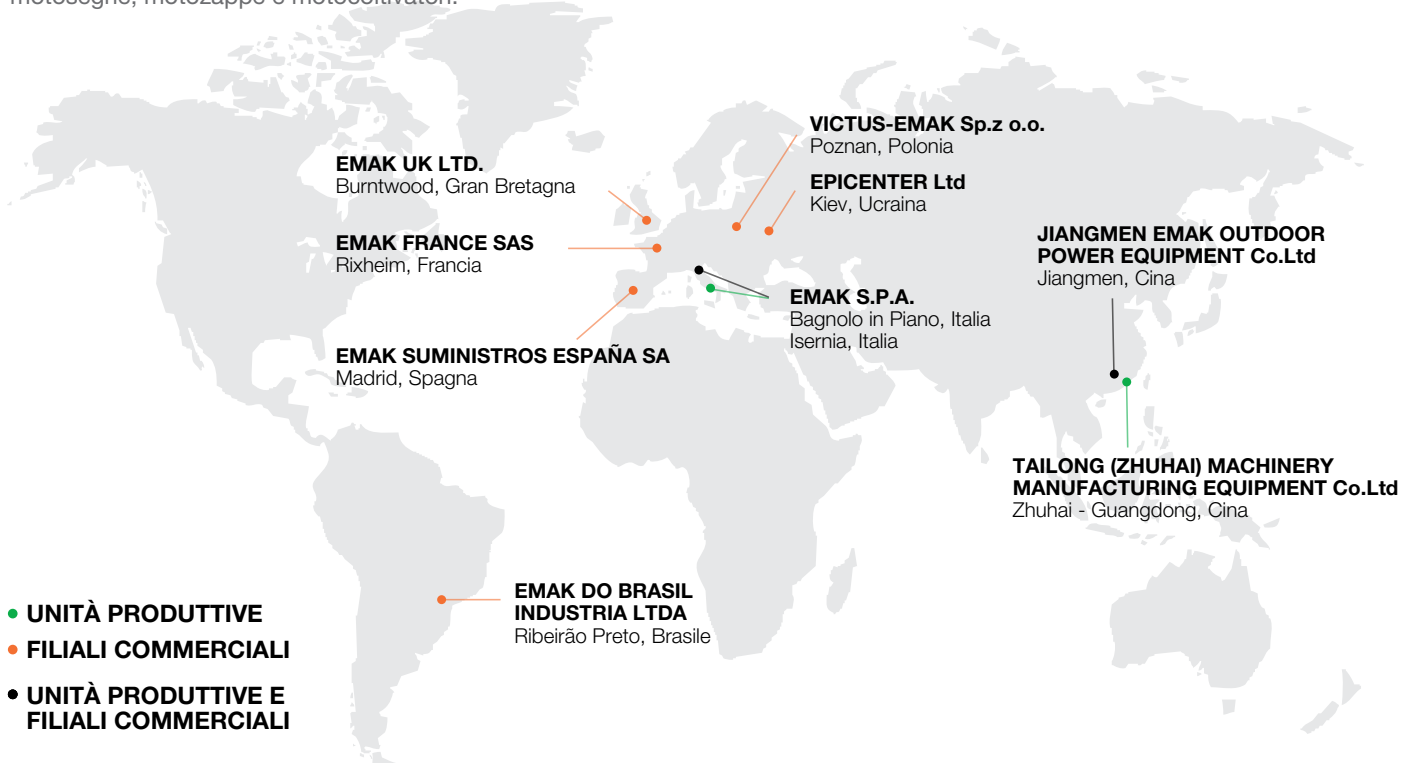 motoseghe, motozappe e motocoltivatori.
VICTUS-EMAK Sp.z o.o.
Poznan, Polonia
EMAK UK LTD.
Burntwood, Gran Bretagna
EPICENTER Ltd
Kiev, Ucraina
EMAK FRANCE SAS
Rixheim, Francia
JIANGMEN EMAK OUTDOOR
POWER EQUIPMENT Co.Ltd
Jiangmen, Cina
EMAK S.P.A.
Bagnolo in Piano, Italia
Isernia, Italia
EMAK SUMINISTROS ESPAÑA SA
Madrid, Spagna
TAILONG (ZHUHAI) MACHINERY
MANUFACTURING EQUIPMENT Co.Ltd
Zhuhai - Guangdong, Cina
EMAK DO BRASIL
INDUSTRIA LTDA
Ribeirão Preto, Brasile
UNITÀ PRODUTTIVE
FILIALI COMMERCIALI
UNITÀ PRODUTTIVE E
FILIALI COMMERCIALI